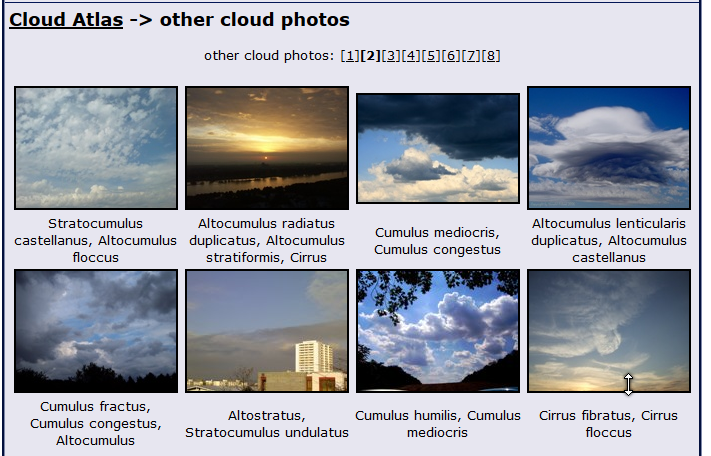 Cloud Atlas -> other cloud photos
other cloud photos: [1][2][3][4][5][6][7][8]
Stratocumulus
castellanus, Altocumulus
floccus
Altocumulus radiatus
duplicatus, Altocumulus
stratiformis, Cirrus
Cumulus mediocris,
Cumulus congestus
Altocumulus lenticularis
duplicatus, Altocumulus
castellanus
Cumulus fractus,
Cumulus congestus,
Altocumulus
Altostratus,
Stratocumulus undulatus
Cumulus humilis, Cumulus
mediocris
Cirrus fibratus, Cirrus
floccus